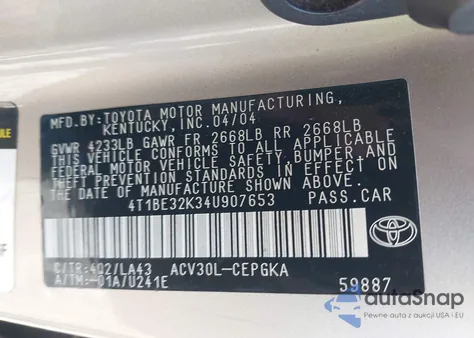 MFD.BY:TOYOTA MOTOR MANUFACTURING,
KENTUCKY,INC.04/04
GVWR 4233LB GAWR FR 2668LB RR 2668LB
THIS VEHICLE CONFORMS TO ALL APPLICABLE
FEDERAL MOTOR VEHICLE SAFETY,BUMPER,AND
THEFT PREVENTION STANDARDS IN EFFECT ON
THE DATE OF MANUFACTURE SHOWN ABOVE.
4T1BE32K34U907653 PASS.CAR
C/TR:4Q2/LA43 ACV30L-CEPGKA
A/TM:-01A/U241E
TOYOTA
59887
autoSnap
Pewne auta z aukcji USA i EU